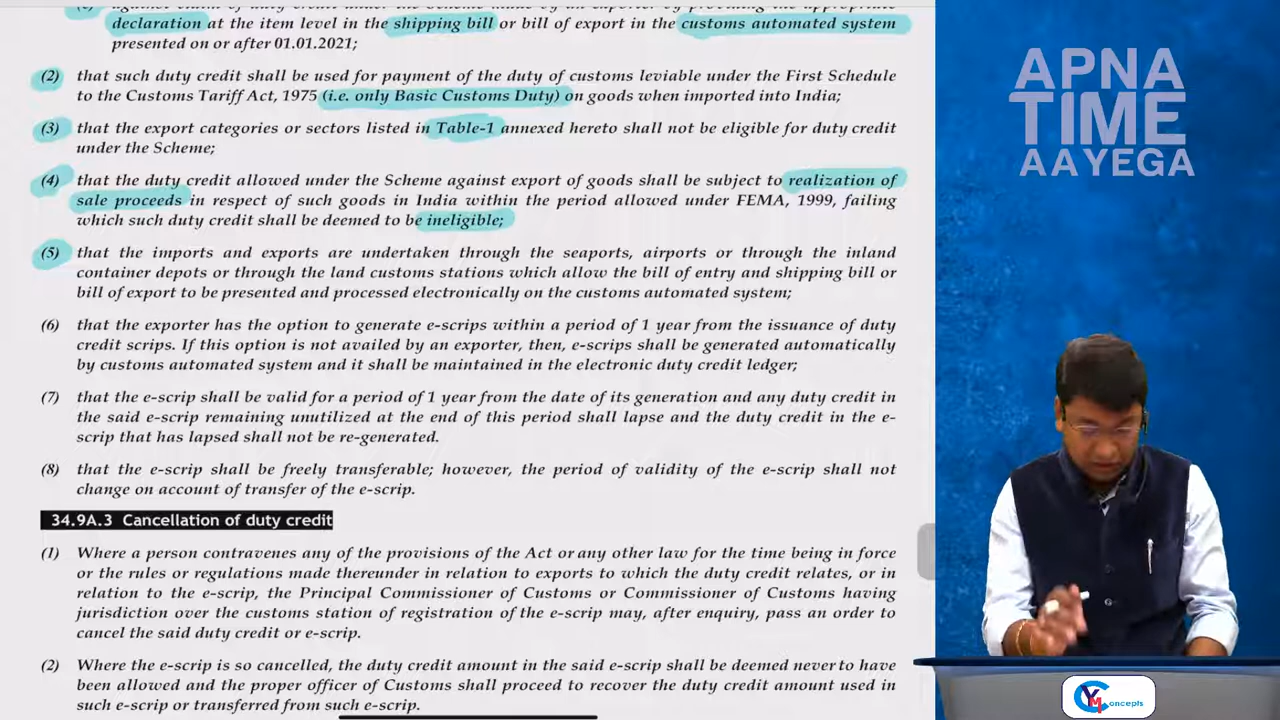 declaration at the item level in the shipping bill or bill of export in the customs automated system
presented on or after 01.01.2021;
(2) that such duty credit shall be used for payment of the duty of customs leviable under the First Schedule
to the Customs Tariff Act, 1975 (i.e. only Basic Customs Duty) on goods when imported into India;
(3) that the export categories or sectors listed in Table-1 annexed hereto shall not be eligible for duty credit
under the Scheme;
(4) that the duty credit allowed under the Scheme against export of goods shall be subject to realization of
sale proceeds in respect of such goods in India within the period allowed under FEMA, 1999, failing
which such duty credit shall be deemed to be ineligible;
(5) that the imports and exports are undertaken through the seaports, airports or through the inland
container depots or through the land customs stations which allow the bill of entry and shipping bill or
bill of export to be presented and processed electronically on the customs automated system;
(6) that the exporter has the option to generate e-scrips within a period of 1 year from the issuance of duty
credit scrips. If this option is not availed by an exporter, then, e-scrips shall be generated automatically
by customs automated system and it shall be maintained in the electronic duty credit ledger;
(7) that the e-scrip shall be valid for a period of 1 year from the date of its generation and any duty credit in
the said e-scrip remaining unutilized at the end of this period shall lapse and the duty credit in the e-
scrip that has lapsed shall not be re-generated.
(8) that the e-scrip shall be freely transferable; however, the period of validity of the e-scrip shall not
change on account of transfer of the e-scrip.
34.9A.3 Cancellation of duty credit
(1) Where a person contravenes any of the provisions of the Act or any other law for the time being in force
or the rules or regulations made thereunder in relation to exports to which the duty credit relates, or in
relation to the e-scrip, the Principal Commissioner of Customs or Commissioner of Customs having
jurisdiction over the customs station of registration of the e-scrip may, after enquiry, pass an order to
cancel the said duty credit or e-scrip.
(2) Where the e-scrip is so cancelled, the duty credit amount in the said e-scrip shall be deemed never to have
been allowed and the proper officer of Customs shall proceed to recover the duty credit amount used in
such e-scrip or transferred from such e-scrip.
APNA
TIME
AAYEGA
YM Concepts